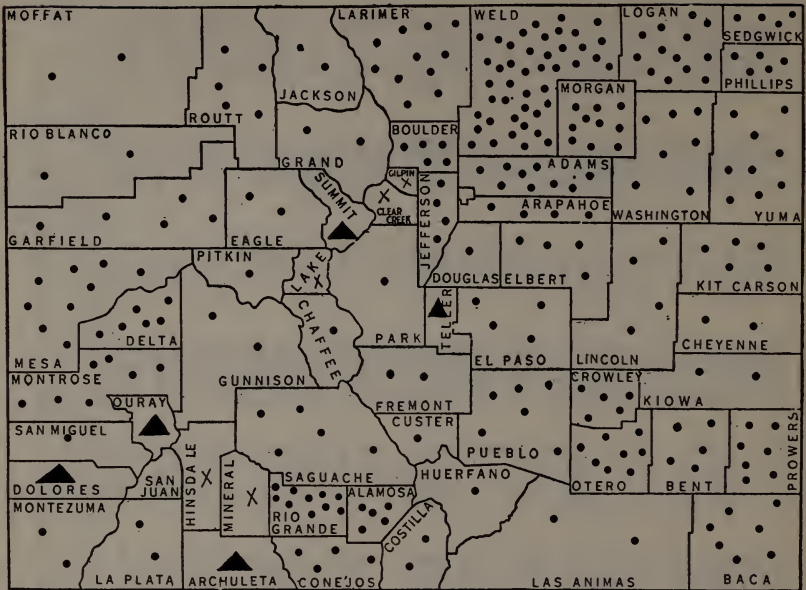 MOFFAT
LARIMER
WELD
LOGAN
SEDGWICK
PHILLIPS
JACKSON
MORGAN
ROUTT
RIO BLANCO
BOULDER
GRAND
ADAMS
GILPIN
SUMMIT
CLEAR CREEK
JEFFERSON
ARAPAHOE
WASHINGTON
YUMA
GARFIELD
EAGLE
PITKIN
LAKE
DOUGLAS
ELBERT
KIT CARSON
TELLER
CHAFFEE
PARK
DELTA
CHEYENNE
MESA
EL PASO
LINCOLN
MONTROSE
GUNNISON
CROWLEY
KIOWA
OURAY
FREMONT
CUSTER
SAN MIGUEL
PUEBLO
PROWERS
HINSDALE
MINERAL
SAGUACHE
HUERFANO
OTERO
BENT
DOLORES
SAN JUAN
ALAMOSA
MONTEZUMA
RIO GRANDE
COSTILLA
LA PLATA
ARCHULETA
CONEJOS
LAS ANIMAS
BACA